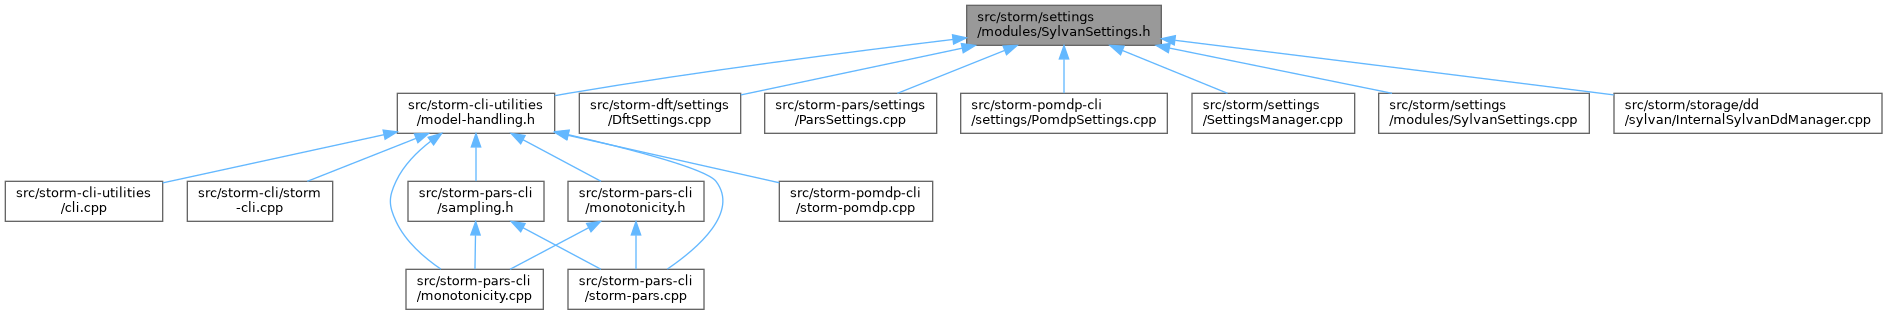 src/storm/settings
/modules/SylvanSettings.h
src/storm-cli-utilities
/model-handling.h
src/storm-dft/settings
/DftSettings.cpp
src/storm-pars/settings
/ParsSettings.cpp
src/storm-pomdp-cli
/settings/PomdpSettings.cpp
src/storm/settings
/SettingsManager.cpp
src/storm/settings
/modules/SylvanSettings.cpp
src/storm/storage/dd
/sylvan/InternalSylvanDdManager.cpp
src/storm-cli-utilities
/cli.cpp
src/storm-cli/storm
-cli.cpp
src/storm-pars-cli
/sampling.h
src/storm-pars-cli
/monotonicity.h
src/storm-pomdp-cli
/storm-pomdp.cpp
src/storm-pars-cli
/monotonicity.cpp
src/storm-pars-cli
/storm-pars.cpp